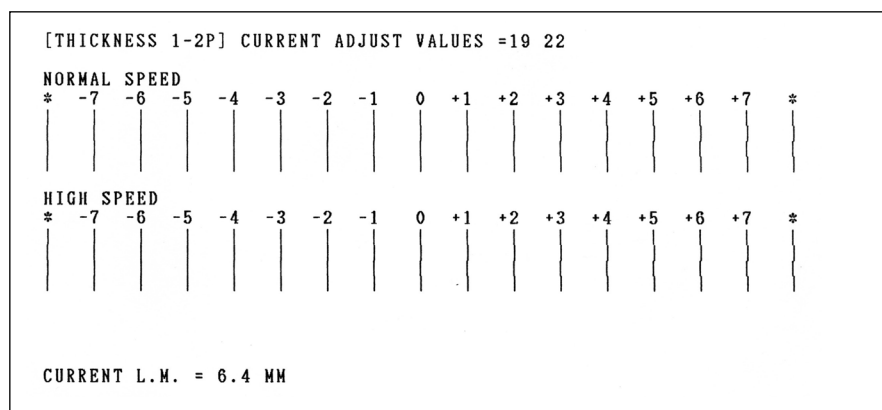 [THICKNESS 1-2P] CURRENT ADJUST VALUES =19 22
NORMAL SPEED
* -7 -6 -5 -4 -3 -2 -1 0 +1 +2 +3 +4 +5 +6 +7 *
HIGH SPEED
* -7 -6 -5 -4 -3 -2 -1 0 +1 +2 +3 +4 +5 +6 +7 *
CURRENT L.M. = 6.4 MM